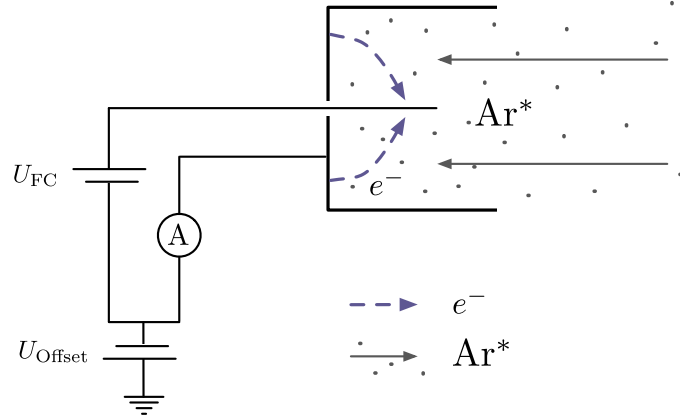 Ar*
U_FC
e⁻
A
U_Offset
e⁻
Ar*